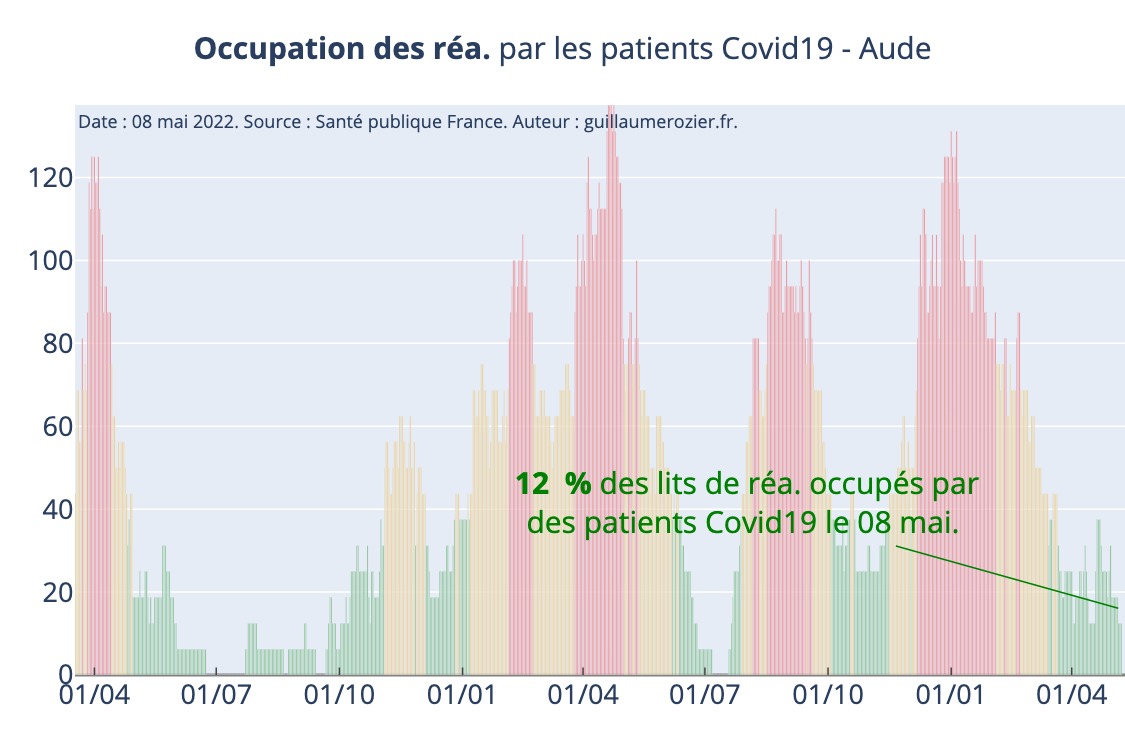 Occupation des réa. par les patients Covid19 - Aude
Date : 08 mai 2022. Source : Santé publique France. Auteur : guillaumerozier.fr.
120
100
80
60
40
20
0
12 % des lits de réa. occupés par
des patients Covid19 le 08 mai.
01/04 01/07 01/10 01/01 01/04 01/07 01/10 01/01 01/04